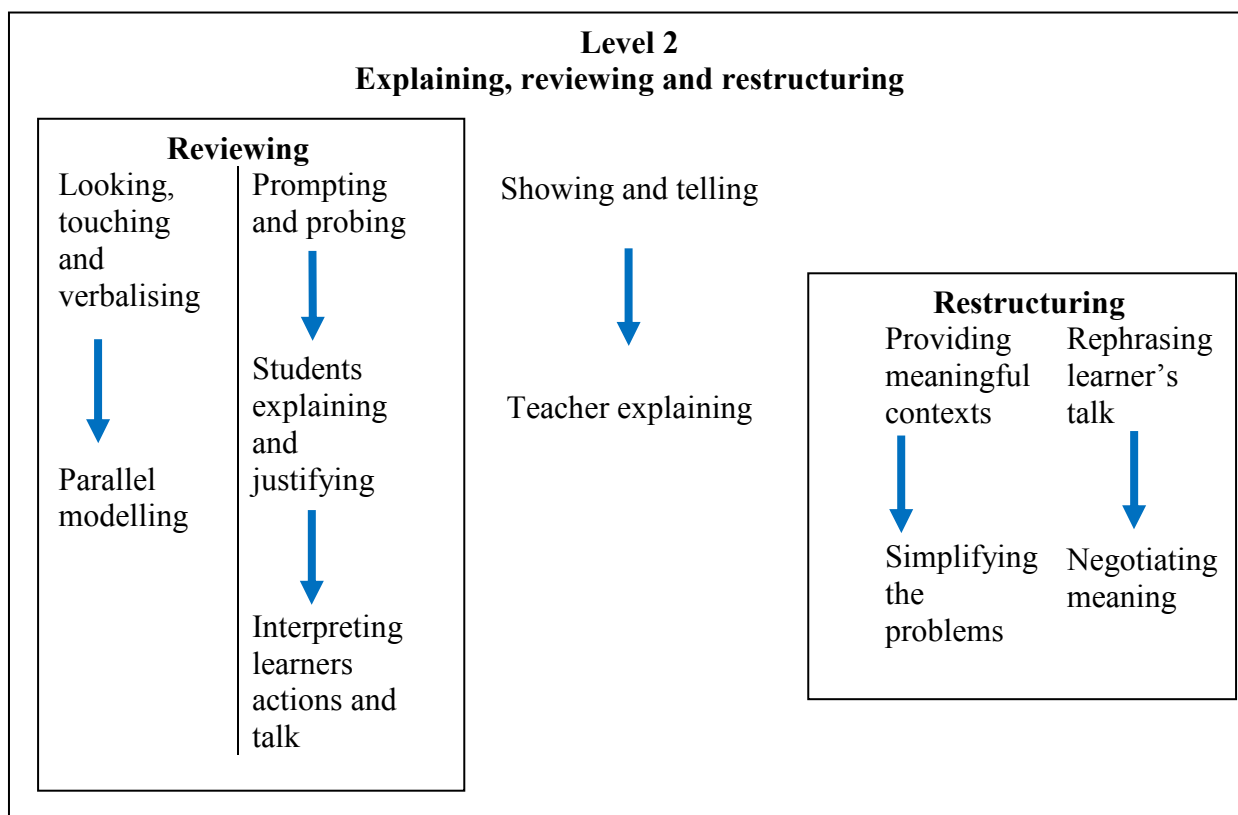 Level 2
Explaining, reviewing and restructuring
Reviewing
Looking,
touching
and
verbalising
Parallel
modelling
Prompting
and probing
Students
explaining
and
justifying
Interpreting
learners
actions and
talk
Showing and telling
Teacher explaining
Restructuring
Providing
meaningful
contexts
Simplifying
the
problems
Rephrasing
learner’s
talk
Negotiating
meaning